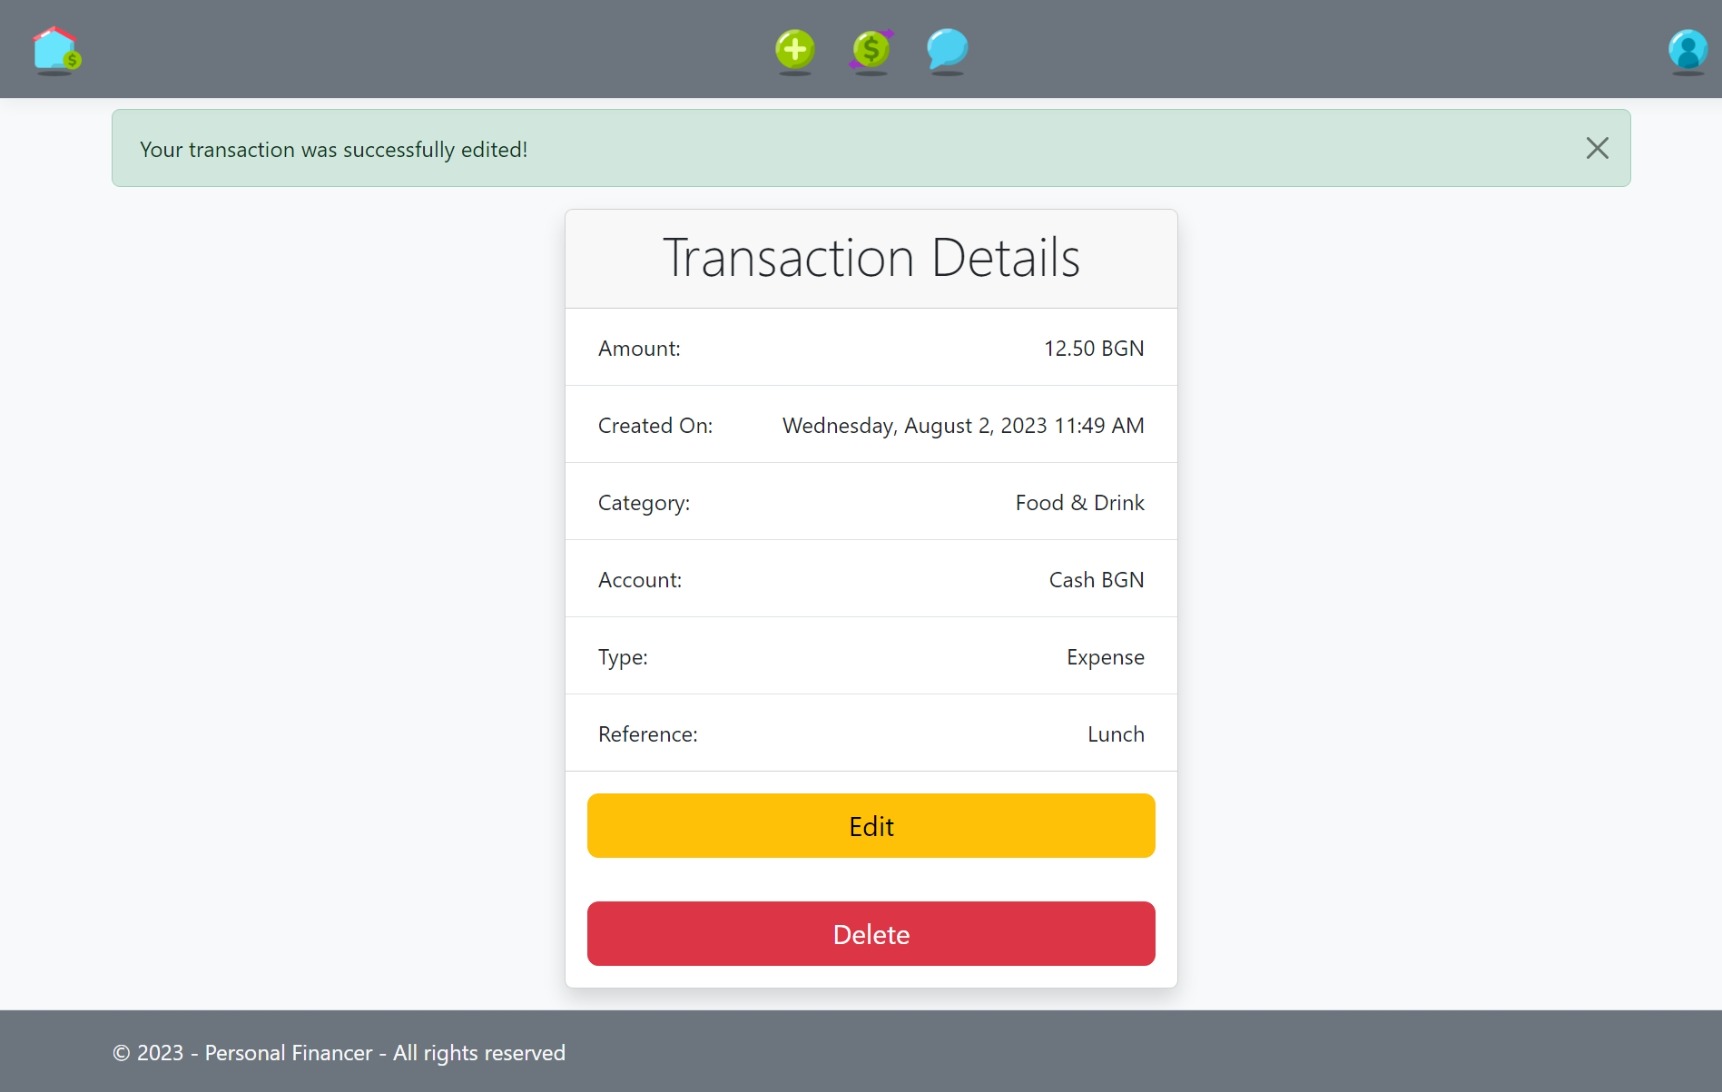 Your transaction was successfully edited!
Transaction Details
Amount: 12.50 BGN
Created On: Wednesday, August 2, 2023 11:49 AM
Category: Food & Drink
Account: Cash BGN
Type: Expense
Reference: Lunch
Edit
Delete
© 2023 - Personal Financer - All rights reserved